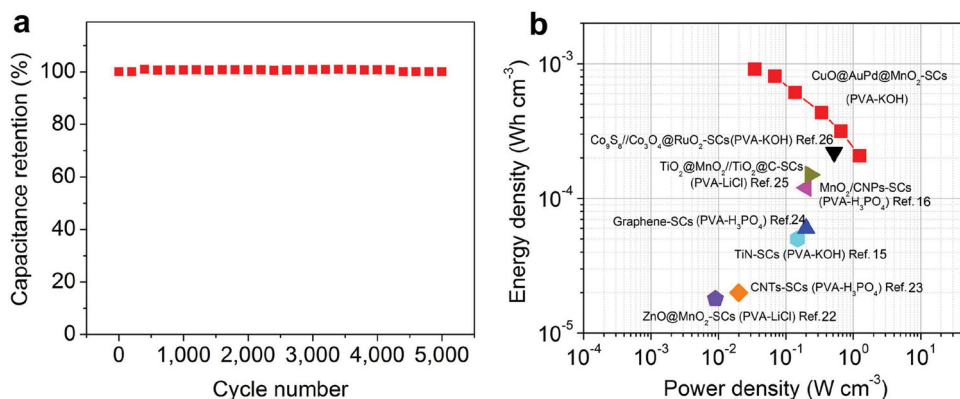 a
Capacitance retention (%)
120
100
80
60
40
20
0
0 1,000 2,000 3,000 4,000 5,000
Cycle number
b
Energy density (Wh cm⁻³)
10⁻³
10⁻⁴
10⁻⁵
CuO@AuPd@MnO₂-SCs
(PVA-KOH)
Co₉S₈//Co₃O₄@RuO₂-SCs(PVA-KOH) Ref.26
TiO₂@MnO₂//TiO₂@C-SCs
(PVA-LiCl) Ref.25
MnO₂/CNPs-SCs
(PVA-H₃PO₄) Ref.16
Graphene-SCs (PVA-H₃PO₄) Ref.24
TiN-SCs (PVA-KOH) Ref.15
CNTs-SCs (PVA-H₃PO₄) Ref.23
ZnO@MnO₂-SCs (PVA-LiCl) Ref.22
10⁻⁴ 10⁻³ 10⁻² 10⁻¹ 10⁰ 10¹
Power density (W cm⁻³)